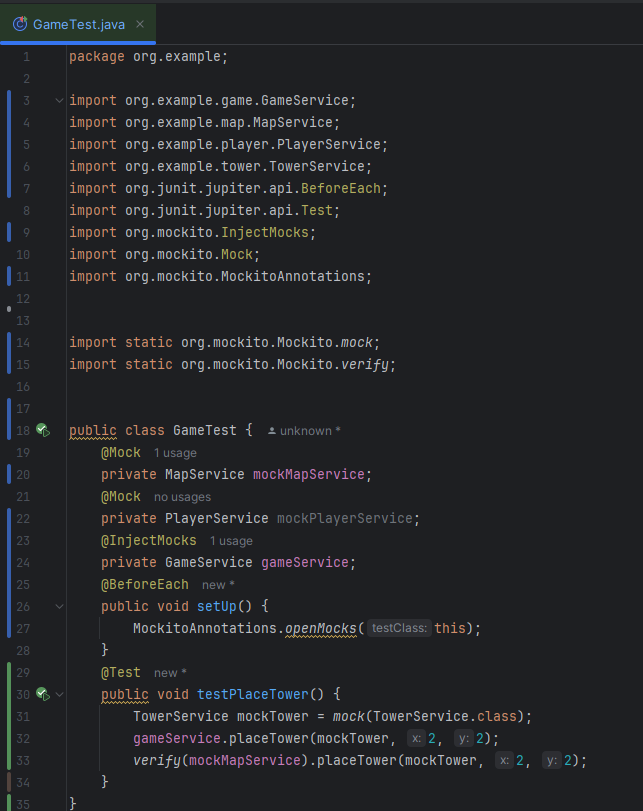 GameTest.java ×
1 package org.example;
2
3 import org.example.game.GameService;
4 import org.example.map.MapService;
5 import org.example.player.PlayerService;
6 import org.example.tower.TowerService;
7 import org.junit.jupiter.api.BeforeEach;
8 import org.junit.jupiter.api.Test;
9 import org.mockito.InjectMocks;
10 import org.mockito.Mock;
11 import org.mockito.MockitoAnnotations;
12
13
14 import static org.mockito.Mockito.mock;
15 import static org.mockito.Mockito.verify;
16
17
18 public class GameTest { unknown *
19 @Mock 1 usage
20 private MapService mockMapService;
21 @Mock no usages
22 private PlayerService mockPlayerService;
23 @InjectMocks 1 usage
24 private GameService gameService;
25 @BeforeEach new *
26 public void setUp() {
27 MockitoAnnotations.openMocks( testClass: this);
28 }
29 @Test new *
30 public void testPlaceTower() {
31 TowerService mockTower = mock(TowerService.class);
32 gameService.placeTower(mockTower, x: 2, y: 2);
33 verify(mockMapService).placeTower(mockTower, x: 2, y: 2);
34 }
35 }